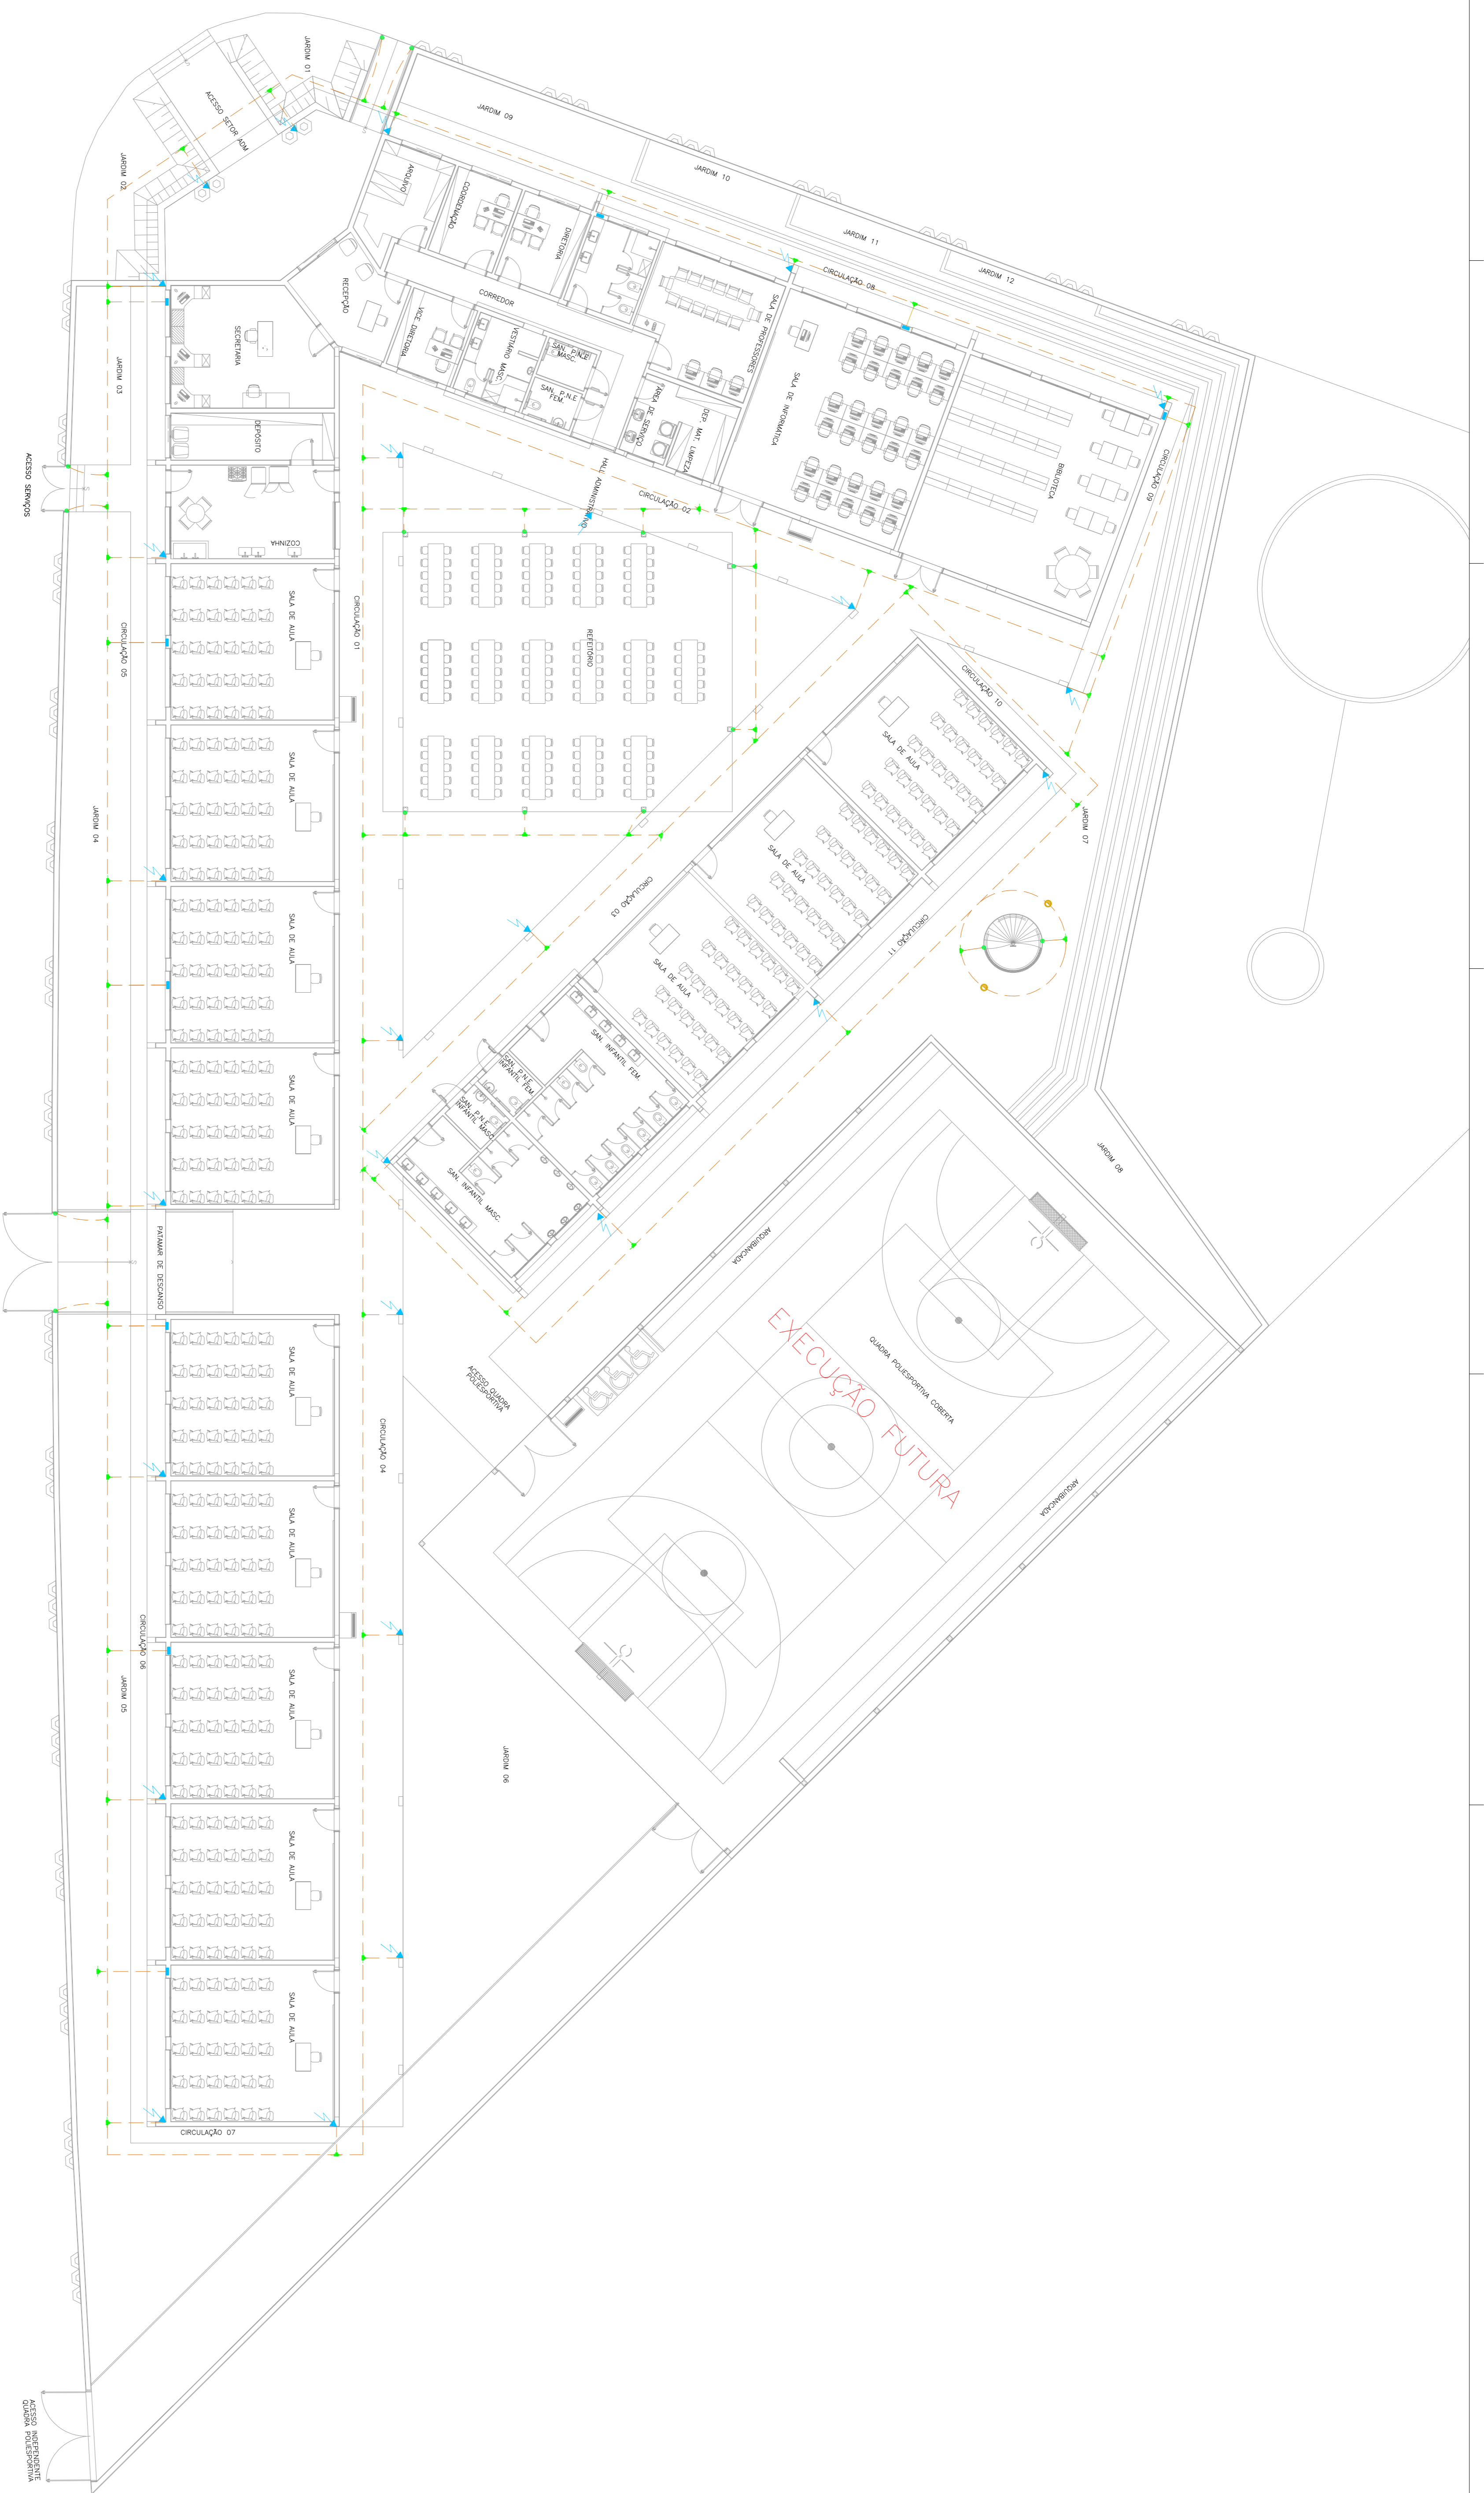 JARDIM 01
ACESSO SETOR ADM
JARDIM 02
JARDIM 09
JARDIM 10
JARDIM 11
JARDIM 12
ARQUIVO
COORDENAÇÃO
DIRETORIA
CIRCULAÇÃO 08
RECEPÇÃO
CORREDOR
SALA DE PROFESSORES
SECRETARIA
VICE DIRETORIA
VESTIÁRIO MASC.
SAN. P.N.E
MASC.
SAN. P.N.E
FEM.
JARDIM 03
ÁREA DE SERVIÇO
DEP. MAT. LIMPEZA
SALA DE INFORMÁTICA
BIBLIOTECA
CIRCULAÇÃO 09
DEPÓSITO
ACESSO SERVIÇOS
HALL ADMINISTRATIVO
CIRCULAÇÃO 02
COZINHA
CIRCULAÇÃO 05
SALA DE AULA
CIRCULAÇÃO 01
REFEITÓRIO
CIRCULAÇÃO 10
SALA DE AULA
SALA DE AULA
JARDIM 04
JARDIM 07
SALA DE AULA
CIRCULAÇÃO 03
CIRCULAÇÃO 11
SALA DE AULA
SALA DE AULA
SAN. INFANTIL FEM.
SAN. P.N.E
INFANTIL FEM.
SAN. P.N.E
INFANTIL MASC.
SAN. INFANTIL MASC.
SALA DE AULA
JARDIM 08
PATAMAR DE DESCANSO
ARQUIBANCADA
EXECUÇÃO FUTURA
QUADRA POLIESPORTIVA COBERTA
ACESSO QUADRA
POLIESPORTIVA
SALA DE AULA
CIRCULAÇÃO 04
ARQUIBANCADA
SALA DE AULA
CIRCULAÇÃO 06
JARDIM 05
SALA DE AULA
JARDIM 06
SALA DE AULA
SALA DE AULA
CIRCULAÇÃO 07
ACESSO INDEPENDENTE
QUADRA POLIESPORTIVA